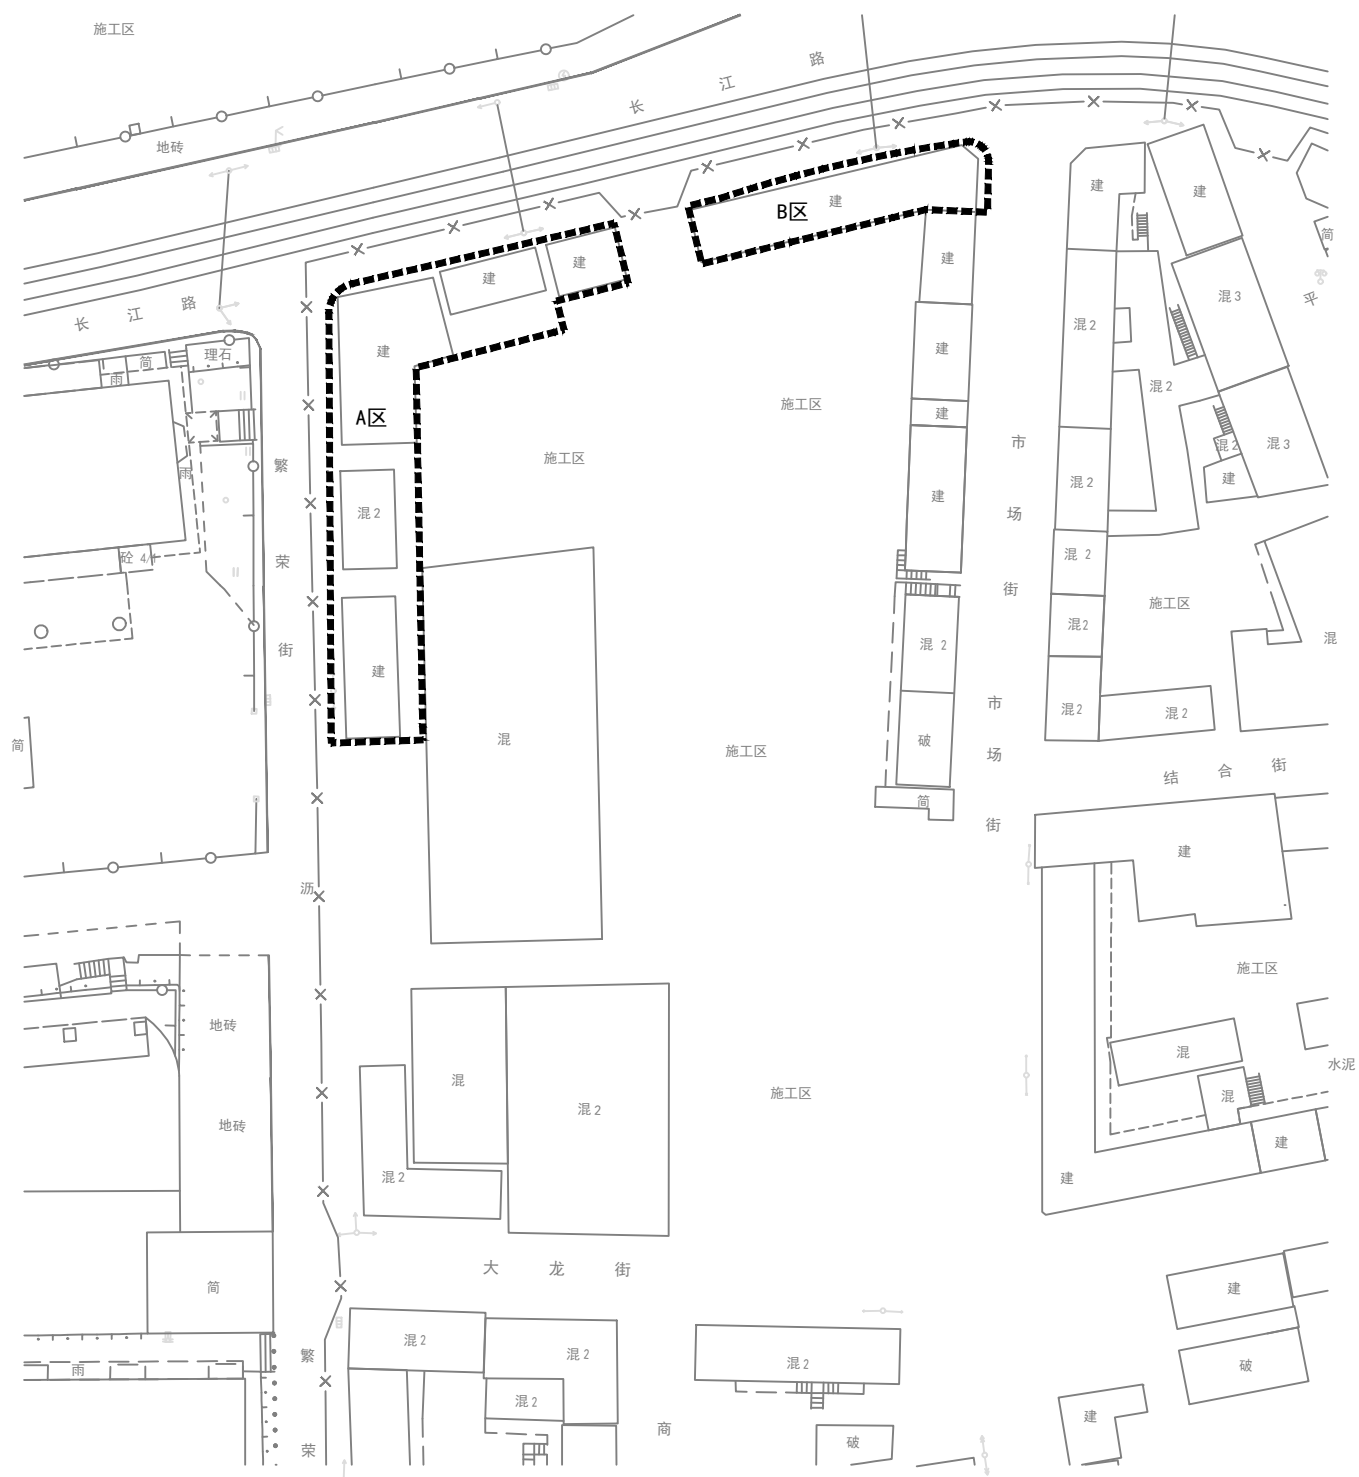 施工区
路
江
长
地砖
建
建
简
建
B区
建
建
混3
平
路
江
长
理石
简
雨
建
建
混2
建
混2
施工区
建
A区
市
混2
混3
繁
施工区
雨
混2
建
建
混2
场
砼 4/1
荣
混 2
街
施工区
街
混 2
混2
混
建
市
混2
混2
简
混
施工区
破
场
结 合 街
简
街
建
沥
施工区
地砖
混
水泥
混
混2
施工区
混
地砖
建
混2
建
大 龙 街
简
建
混2
混2
繁
混2
破
雨
混2
建
商
荣
破